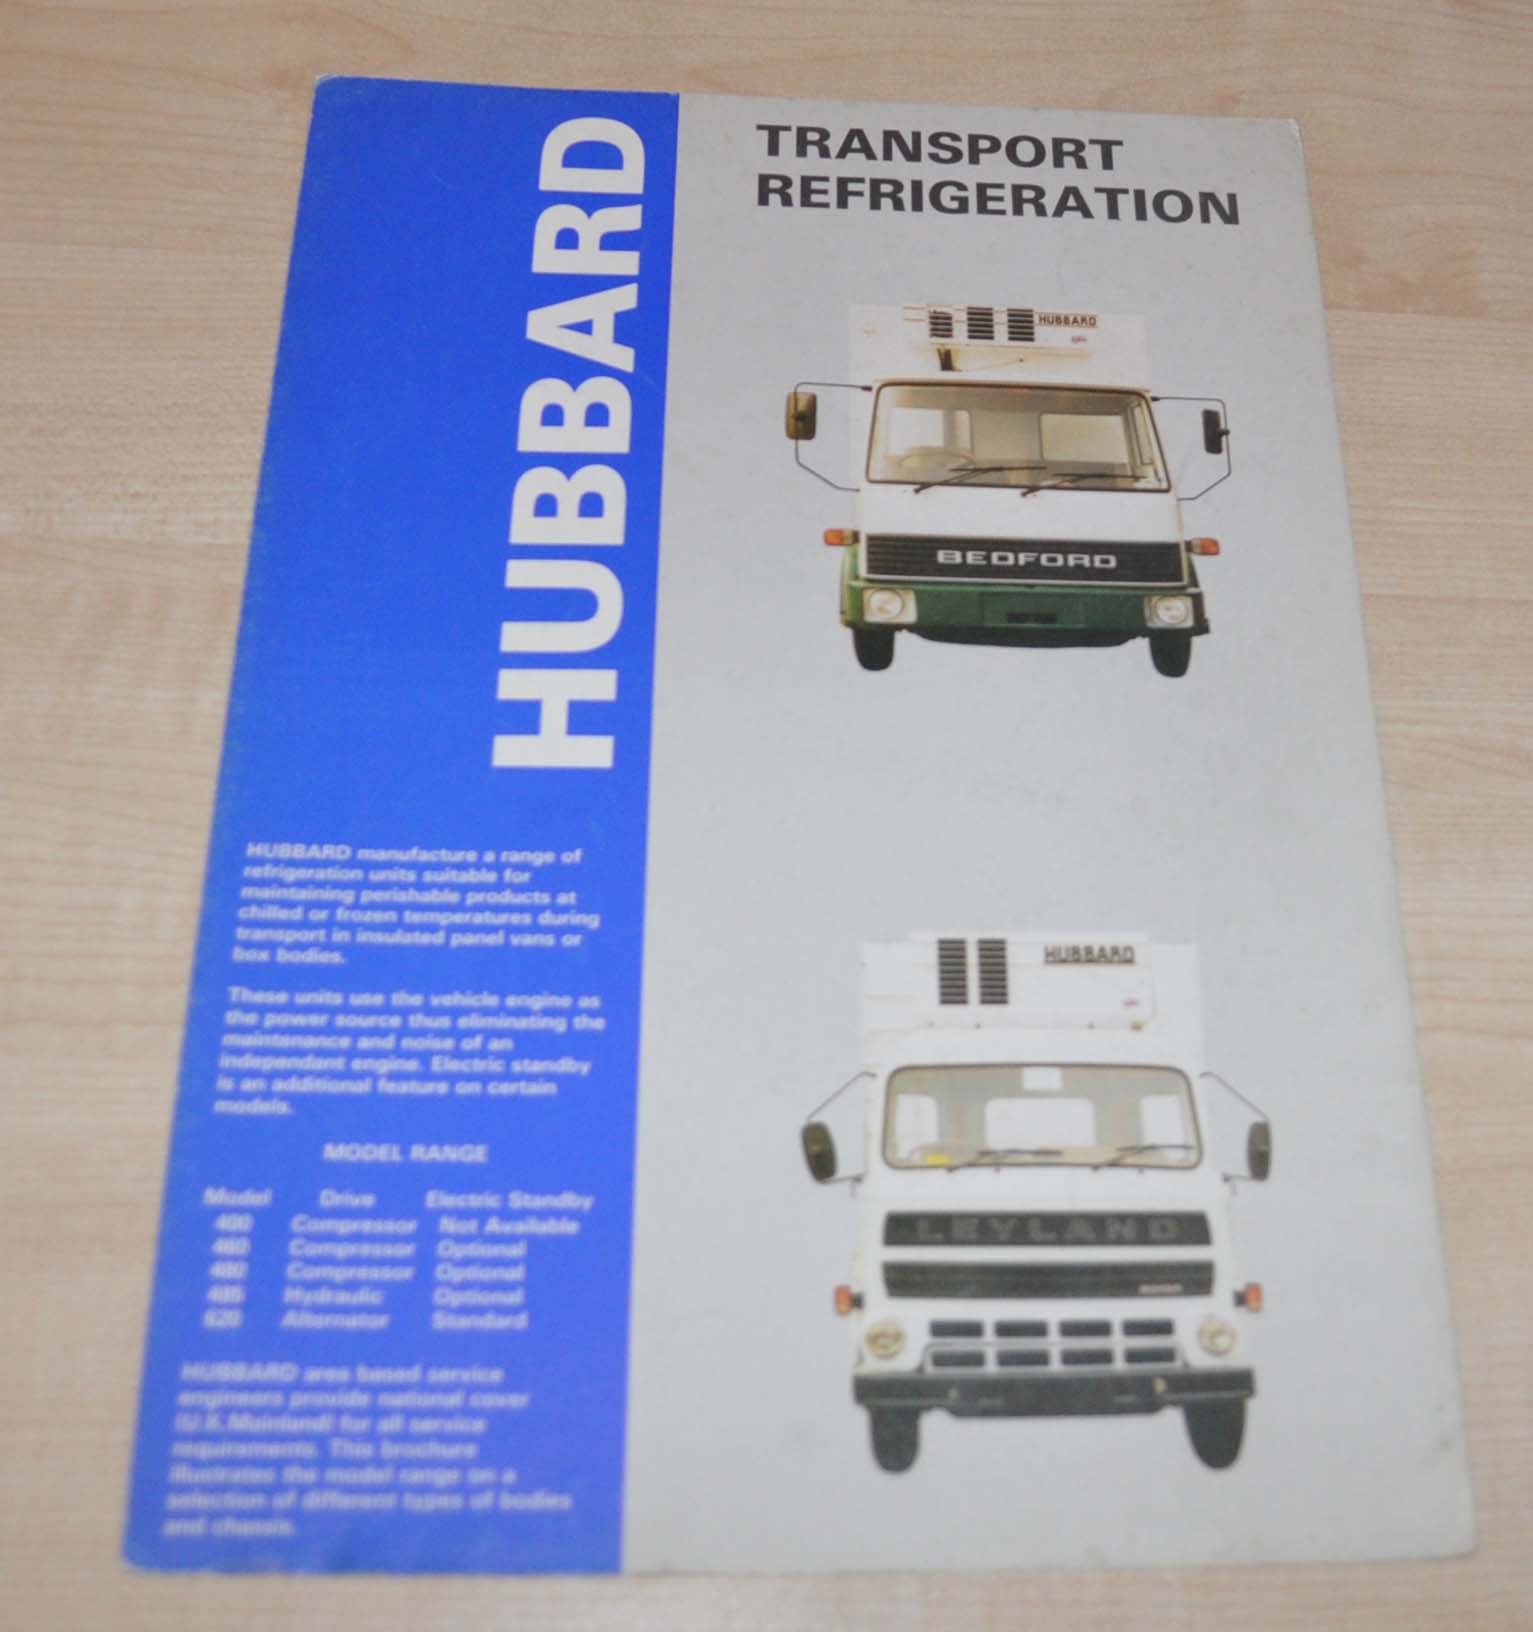 HUBBARD
TRANSPORT
REFRIGERATION
HUBBARD
BEDFORD
HUBBARD
LEYLAND
HUBBARD manufacture a range of
refrigeration units suitable for
maintaining perishable products at
chilled or frozen temperatures during
transport in insulated panel vans or
box bodies.
These units use the vehicle engine as
the power source thus eliminating the
maintenance and noise of an
independant engine. Electric standby
is an additional feature on certain
models.
MODEL RANGE
Model Drive Electric Standby
400 Compressor Not Available
460 Compressor Optional
480 Compressor Optional
485 Hydraulic Optional
620 Alternator Standard
HUBBARD area based service
engineers provide national cover
(U.K.Mainland) for all service
requirements. This brochure
illustrates the model range on a
selection of different types of bodies
and chassis.